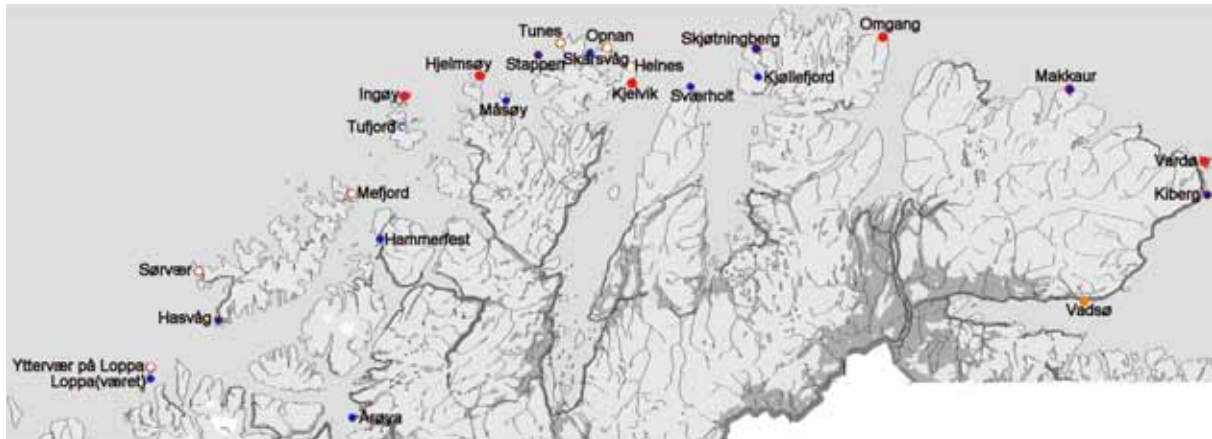 Omgang
Tunes
Opnan
Skjøtningberg
Skarsvåg
Stappen
Helnes
Hjelmsøy
Kjøllefjord
Makkaur
Kjelvik
Sværholt
Ingøy
Måsøy
Tufjord
Vardø
Mefjord
Kiberg
Hammerfest
Sørvær
Vadsø
Hasvåg
Yttervær på Loppa
Loppa(været)
Årøya